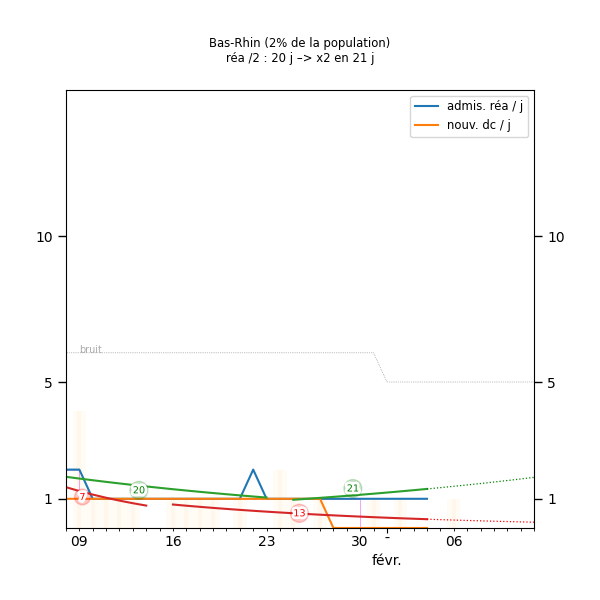 Bas-Rhin (2% de la population)
réa /2 : 20 j –> x2 en 21 j
admis. réa / j
nouv. dc / j
10
10
bruit
5
5
20
21
7
13
1
1
09
16
23
30
-
06
févr.